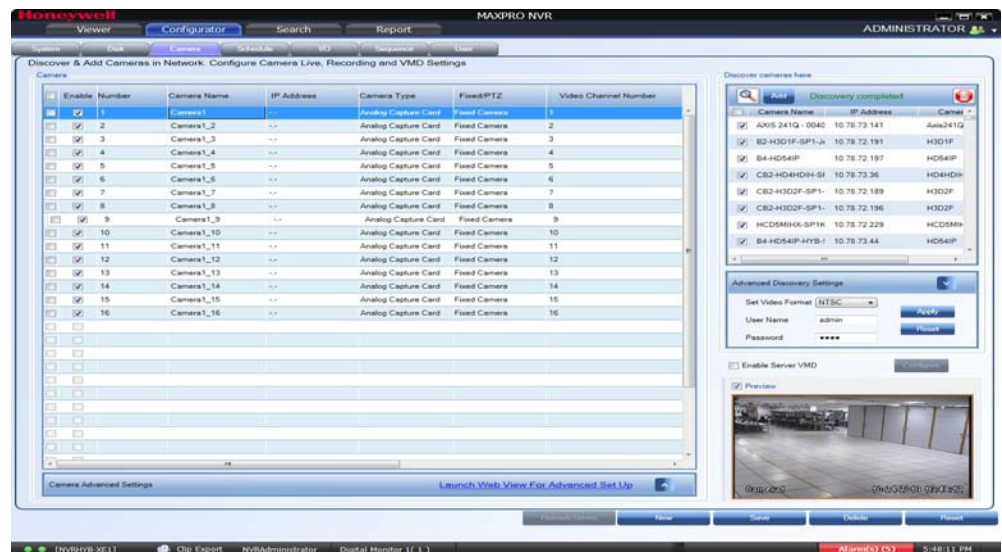 Honeywell
MAXPRO NVR
Viewer Configurator Search Report
ADMINISTRATOR
System Disk Camera Schedule I/O Sequence User
Discover & Add Cameras in Network. Configure Camera Live, Recording and VMD Settings
Camera
Enable Number Camera Name IP Address Camera Type Fixed/PTZ Video Channel Number
1 Camera1 -.- Analog Capture Card Fixed Camera 1
2 Camera1_2 -.- Analog Capture Card Fixed Camera 2
3 Camera1_3 -.- Analog Capture Card Fixed Camera 3
4 Camera1_4 -.- Analog Capture Card Fixed Camera 4
5 Camera1_5 -.- Analog Capture Card Fixed Camera 5
6 Camera1_6 -.- Analog Capture Card Fixed Camera 6
7 Camera1_7 -.- Analog Capture Card Fixed Camera 7
8 Camera1_8 -.- Analog Capture Card Fixed Camera 8
9 Camera1_9 -.- Analog Capture Card Fixed Camera 9
10 Camera1_10 -.- Analog Capture Card Fixed Camera 10
11 Camera1_11 -.- Analog Capture Card Fixed Camera 11
12 Camera1_12 -.- Analog Capture Card Fixed Camera 12
13 Camera1_13 -.- Analog Capture Card Fixed Camera 13
14 Camera1_14 -.- Analog Capture Card Fixed Camera 14
15 Camera1_15 -.- Analog Capture Card Fixed Camera 15
16 Camera1_16 -.- Analog Capture Card Fixed Camera 16
Camera Advanced Settings
Launch Web View For Advanced Set Up
Discover cameras here
Add Discovery completed
Camera Name IP Address Camer
AXIS 241Q - 0040 10.78.73.141 Axis241Q
B2-H3D1F-SP1- 10.78.72.191 H3D1F
B4-HD54IP 10.78.72.197 HD54IP
CB2-HD4HDIH-SI 10.78.73.36 HD4HDIH
CB2-H3D2F-SP1- 10.78.72.189 H3D2F
CB2-H3D2F-SP1- 10.78.72.196 H3D2F
10.78.72.229
B4-HD54IP-HYB- 10.78.73.44 HD54IP
Advanced Discovery Settings
Set Video Format NTSC
User Name admin
Password ••••
Apply
Reset
Enable Server VMD
Configure
Preview
New Save Delete Reset
[NVRHYB-XE1] Clip Export NVRAdministrator Digital Monitor 1( 1 ) Alarm(s) (5) 5:48:11 PM